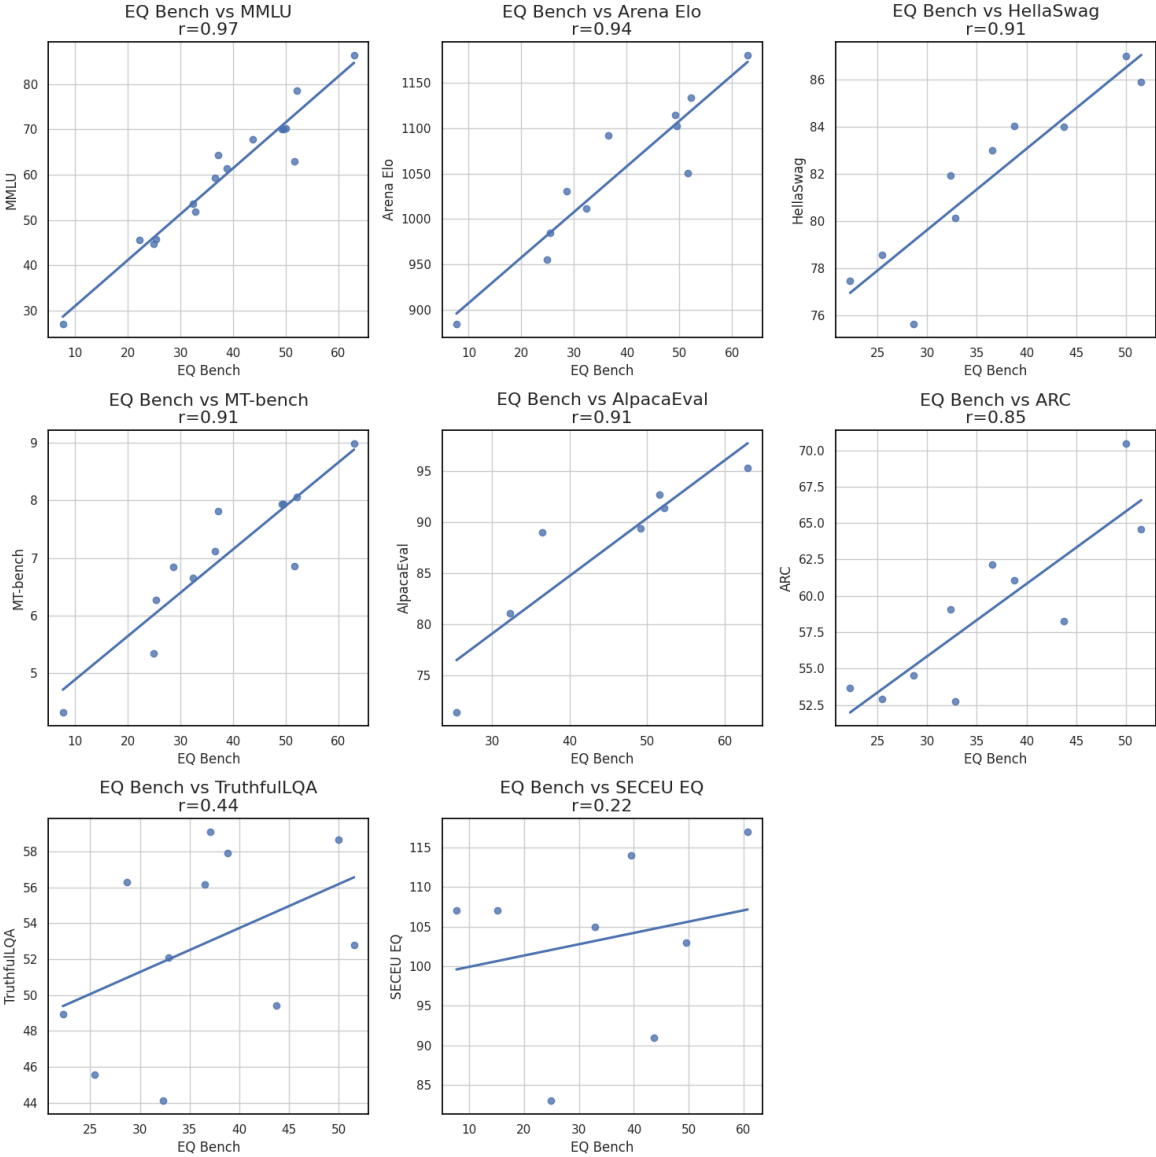 EQ Bench vs MMLU
r=0.97
80
70
60
50
40
30
MMLU
10 20 30 40 50 60
EQ Bench
EQ Bench vs Arena Elo
r=0.94
1150
1100
1050
1000
950
900
Arena Elo
10 20 30 40 50 60
EQ Bench
EQ Bench vs HellaSwag
r=0.91
86
84
82
80
78
76
HellaSwag
25 30 35 40 45 50
EQ Bench
EQ Bench vs MT-bench
r=0.91
9
8
7
6
5
MT-bench
10 20 30 40 50 60
EQ Bench
EQ Bench vs AlpacaEval
r=0.91
95
90
85
80
75
AlpacaEval
30 40 50 60
EQ Bench
EQ Bench vs ARC
r=0.85
70.0
67.5
65.0
62.5
60.0
57.5
55.0
52.5
ARC
25 30 35 40 45 50
EQ Bench
EQ Bench vs TruthfulLQA
r=0.44
58
56
54
52
50
48
46
44
TruthfulLQA
25 30 35 40 45 50
EQ Bench
EQ Bench vs SECEU EQ
r=0.22
115
110
105
100
95
90
85
SECEU EQ
10 20 30 40 50 60
EQ Bench